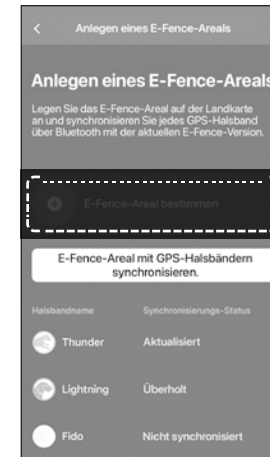 Anlegen eines E-Fence-Areals
Anlegen eines E-Fence-Areals
Legen Sie das E-Fence-Areal auf der Landkarte
an und synchronisieren Sie jedes GPS-Halsband
über Bluetooth mit der aktuellen E-Fence-Version.
E-Fence-Areal bestimmen
E-Fence-Areal mit GPS-Halsbändern
synchronisieren.
Halsbandname Synchronisierungs-Status
Thunder Aktualisiert
Lightning Überholt
Fido Nicht synchronisiert